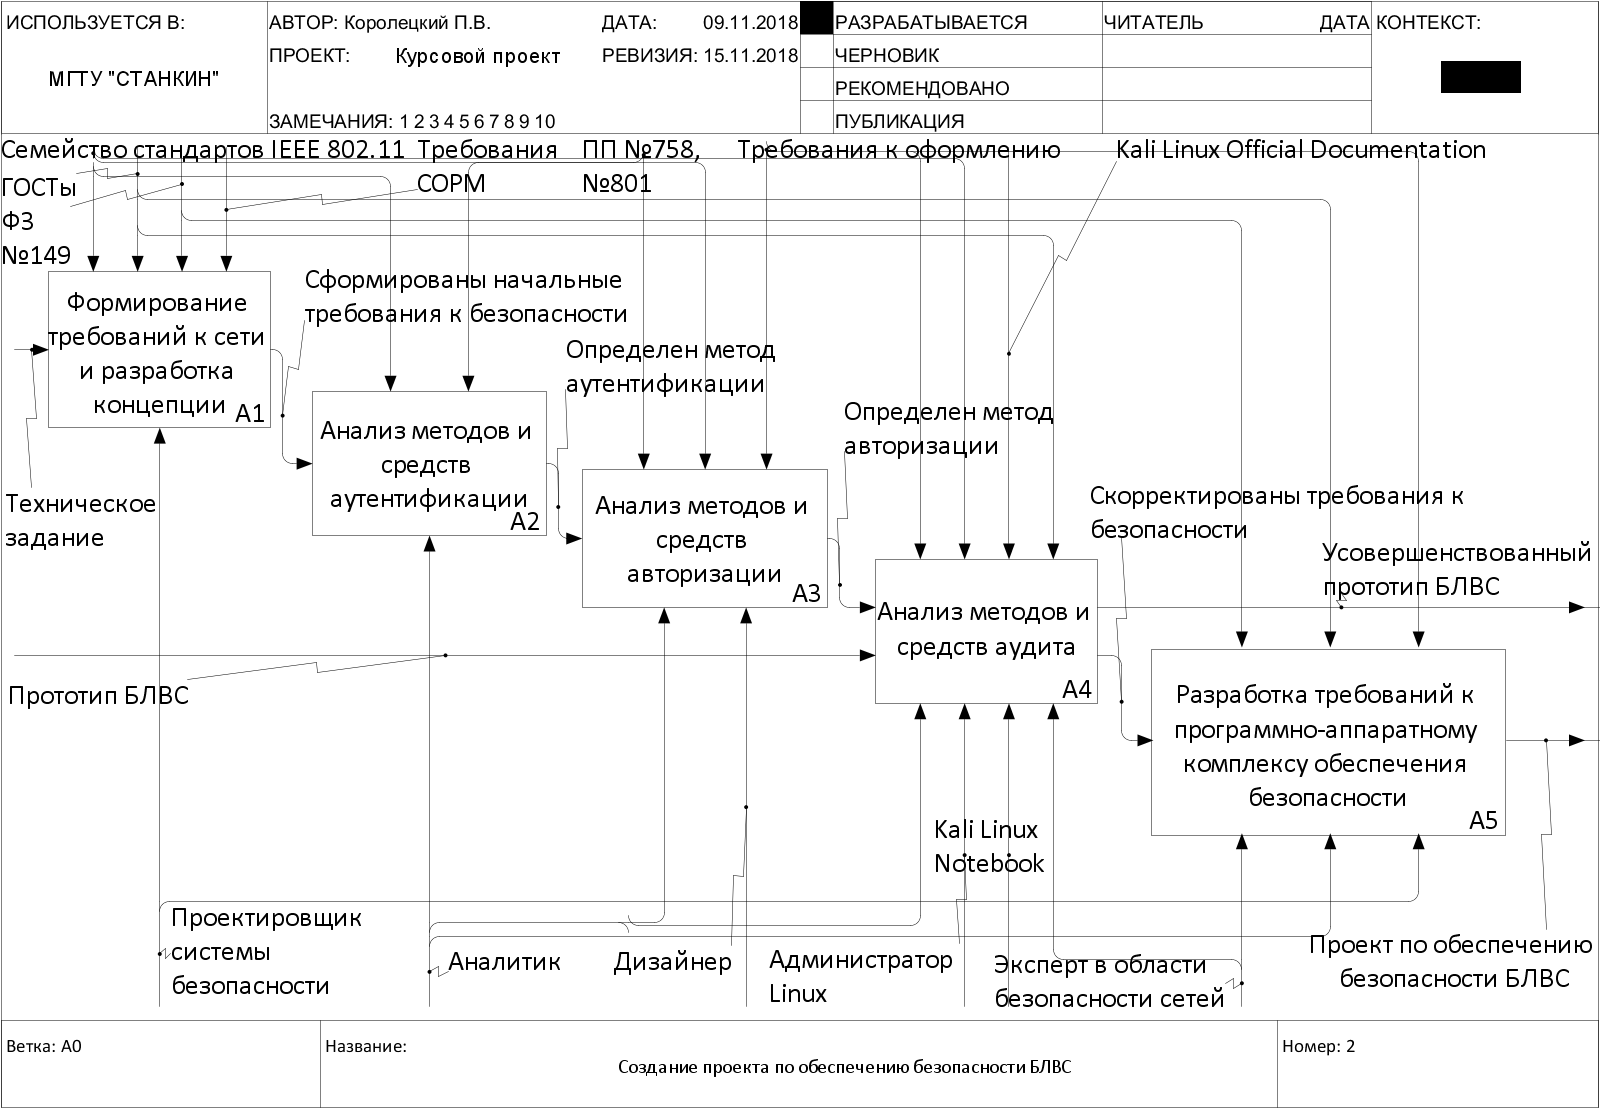 ИСПОЛЬЗУЕТСЯ В:
МГТУ "СТАНКИН"
АВТОР: Королецкий П.В.
ДАТА: 09.11.2018
ПРОЕКТ: Курсовой проект
РЕВИЗИЯ: 15.11.2018
ЗАМЕЧАНИЯ: 1 2 3 4 5 6 7 8 9 10
РАЗРАБАТЫВАЕТСЯ
ЧЕРНОВИК
РЕКОМЕНДОВАНО
ПУБЛИКАЦИЯ
ЧИТАТЕЛЬ ДАТА
КОНТЕКСТ:
Семейство стандартов IEEE 802.11
Требования
СОРМ
ПП №758,
№801
Требования к оформлению
Kali Linux Official Documentation
ГОСТы
ФЗ
№149
Формирование
требований к сети
и разработка
концепции
А1
Сформированы начальные
требования к безопасности
Определен метод
аутентификации
Анализ методов и
средств
аутентификации
А2
Определен метод
авторизации
Анализ методов и
средств
авторизации
А3
Техническое
задание
Скорректированы требования к
безопасности
Усовершенствованный
прототип БЛВС
Анализ методов и
средств аудита
А4
Прототип БЛВС
Разработка требований к
программно-аппаратному
комплексу обеспечения
безопасности
А5
Kali Linux
Notebook
Проектировщик
системы
безопасности
Аналитик
Дизайнер
Администратор
Linux
Эксперт в области
безопасности сетей
Проект по обеспечению
безопасности БЛВС
Ветка: А0
Название:
Создание проекта по обеспечению безопасности БЛВС
Номер: 2